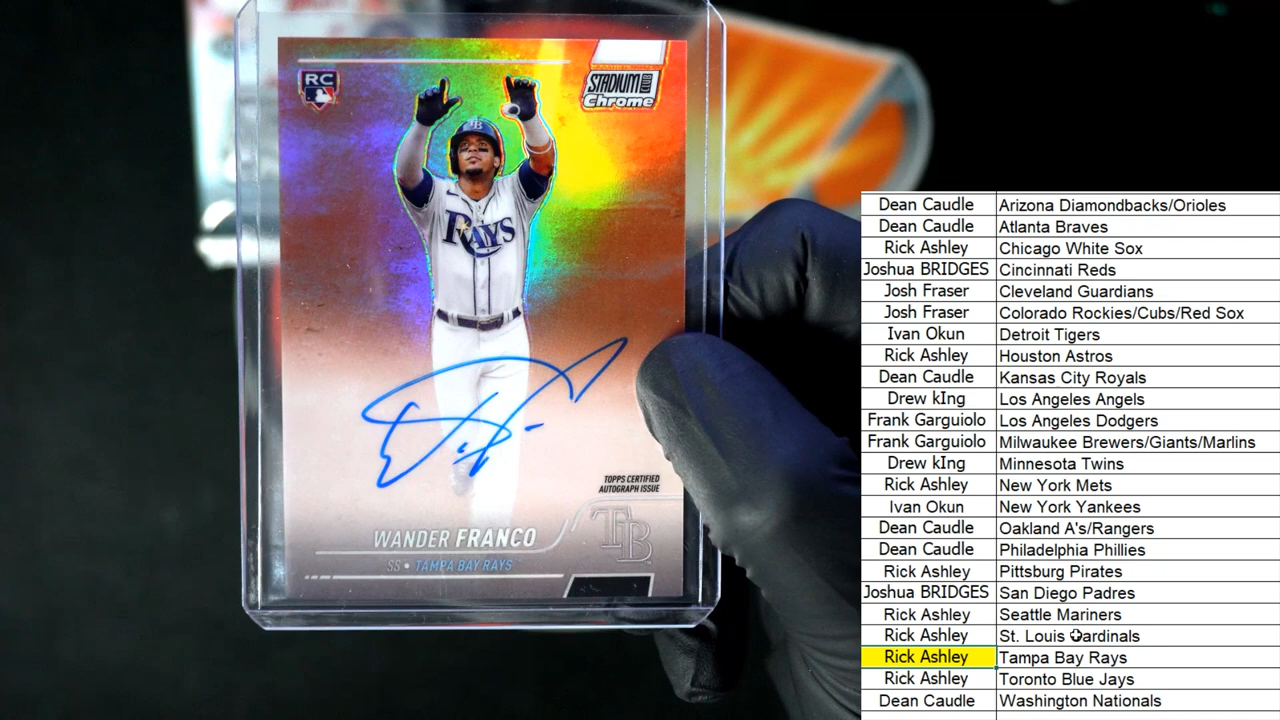 RC
STADIUM CLUB
Chrome
RAYS
TOPPS CERTIFIED
AUTOGRAPH ISSUE
WANDER FRANCO
TB
SS • TAMPA BAY RAYS
Dean Caudle Arizona Diamondbacks/Orioles
Dean Caudle Atlanta Braves
Rick Ashley Chicago White Sox
Joshua BRIDGES Cincinnati Reds
Josh Fraser Cleveland Guardians
Josh Fraser Colorado Rockies/Cubs/Red Sox
Ivan Okun Detroit Tigers
Rick Ashley Houston Astros
Dean Caudle Kansas City Royals
Drew kIng Los Angeles Angels
Frank Garguiolo Los Angeles Dodgers
Frank Garguiolo Milwaukee Brewers/Giants/Marlins
Drew kIng Minnesota Twins
Rick Ashley New York Mets
Ivan Okun New York Yankees
Dean Caudle Oakland A's/Rangers
Dean Caudle Philadelphia Phillies
Rick Ashley Pittsburg Pirates
Joshua BRIDGES San Diego Padres
Rick Ashley Seattle Mariners
Rick Ashley St. Louis Cardinals
Rick Ashley Tampa Bay Rays
Rick Ashley Toronto Blue Jays
Dean Caudle Washington Nationals